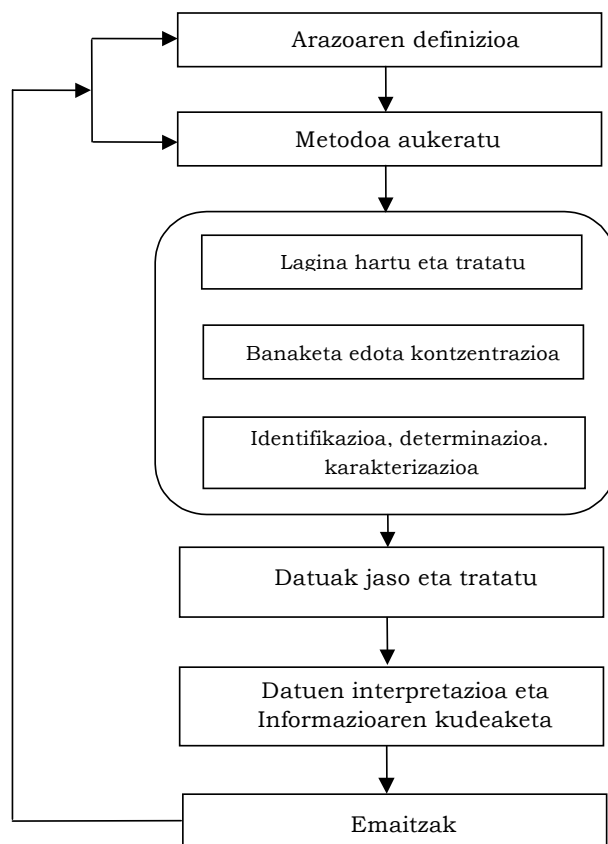 Arazoaren definizioa
Metodoa aukeratu
Lagina hartu eta tratatu
Banaketa edota kontzentrazioa
Identifikazioa, determinazioa.
karakterizazioa
Datuak jaso eta tratatu
Datuen interpretazioa eta
Informazioaren kudeaketa
Emaitzak